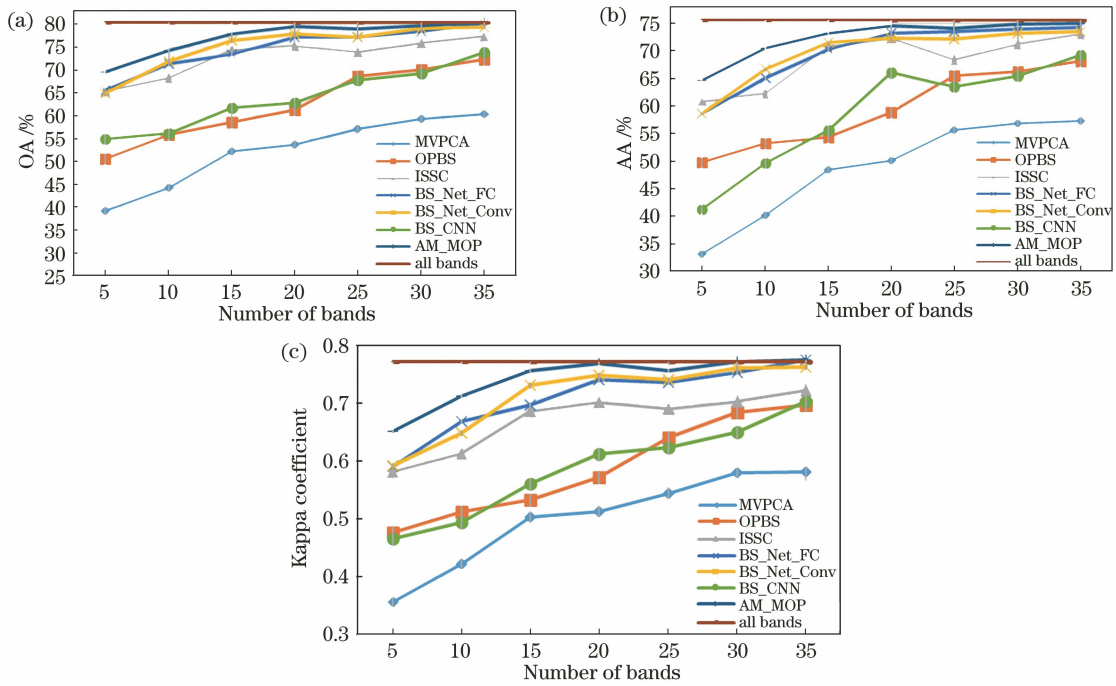 (a)
OA /%
80
75
70
65
60
55
50
45
40
35
30
25
5 10 15 20 25 30 35
Number of bands
MVPCA
OPBS
ISSC
BS_Net_FC
BS_Net_Conv
BS_CNN
AM_MOP
all bands
(b)
AA /%
75
70
65
60
55
50
45
40
35
30
5 10 15 20 25 30 35
Number of bands
MVPCA
OPBS
ISSC
BS_Net_FC
BS_Net_Conv
BS_CNN
AM_MOP
all bands
(c)
Kappa coefficient
0.8
0.7
0.6
0.5
0.4
0.3
5 10 15 20 25 30 35
Number of bands
MVPCA
OPBS
ISSC
BS_Net_FC
BS_Net_Conv
BS_CNN
AM_MOP
all bands